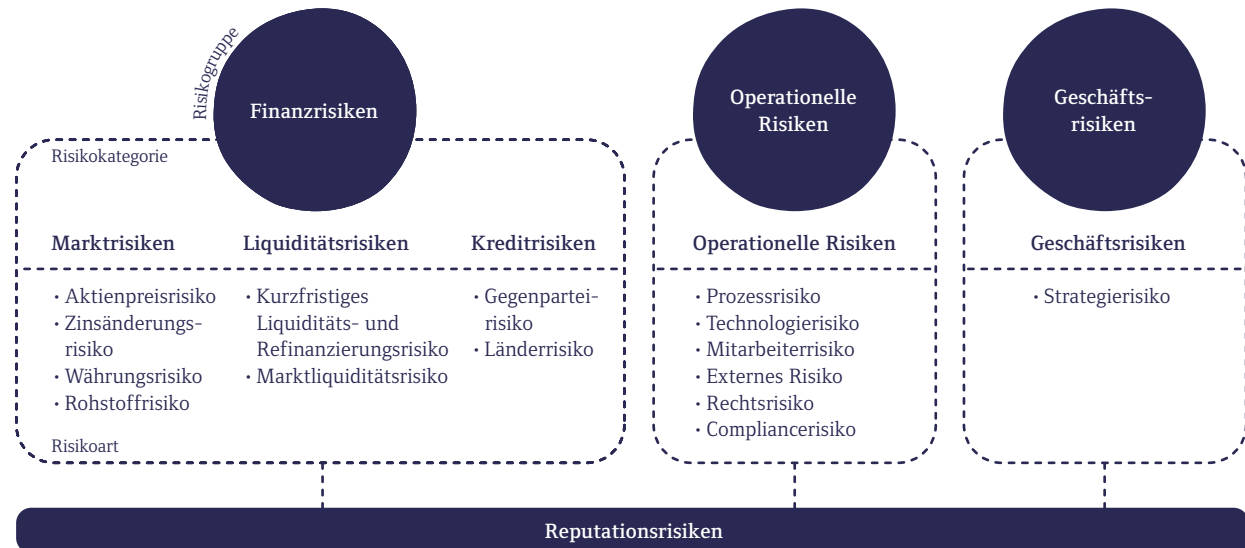 Risikogruppe
Finanzrisiken
Operationelle
Risiken
Geschäfts-
risiken
Risikokategorie
Marktrisiken
Liquiditätsrisiken
Kreditrisiken
Operationelle Risiken
Geschäftsrisiken
· Aktienpreisrisiko
· Zinsänderungs-
risiko
· Währungsrisiko
· Rohstoffrisiko
· Kurzfristiges
Liquiditäts- und
Refinanzierungsrisiko
· Marktliquiditätsrisiko
· Gegenpartei-
risiko
· Länderrisiko
· Prozessrisiko
· Technologierisiko
· Mitarbeiterrisiko
· Externes Risiko
· Rechtsrisiko
· Compliancerisiko
· Strategierisiko
Risikoart
Reputationsrisiken